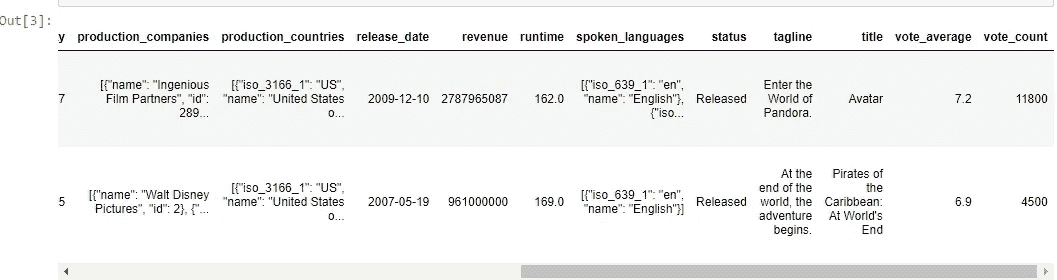 Out[3]:
y production_companies production_countries release_date revenue runtime spoken_languages status tagline title vote_average vote_count
7 [{"name": "Ingenious Film Partners", "id": 289... [{"iso_3166_1": "US", "name": "United States o... 2009-12-10 2787965087 162.0 [{"iso_639_1": "en", "name": "English"}, {"iso... Released Enter the World of Pandora. Avatar 7.2 11800
5 [{"name": "Walt Disney Pictures", "id": 2}, {"... [{"iso_3166_1": "US", "name": "United States o... 2007-05-19 961000000 169.0 [{"iso_639_1": "en", "name": "English"}] Released At the end of the world, the adventure begins. Pirates of the Caribbean: At World's End 6.9 4500